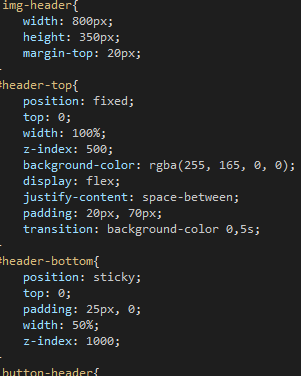 img-header{
width: 800px;
height: 350px;
margin-top: 20px;
#header-top{
position: fixed;
top: 0;
width: 100%;
z-index: 500;
background-color: rgba(255, 165, 0, 0);
display: flex;
justify-content: space-between;
padding: 20px, 70px;
transition: background-color 0,5s;
#header-bottom{
position: sticky;
top: 0;
padding: 25px, 0;
width: 50%;
z-index: 1000;
button-header{